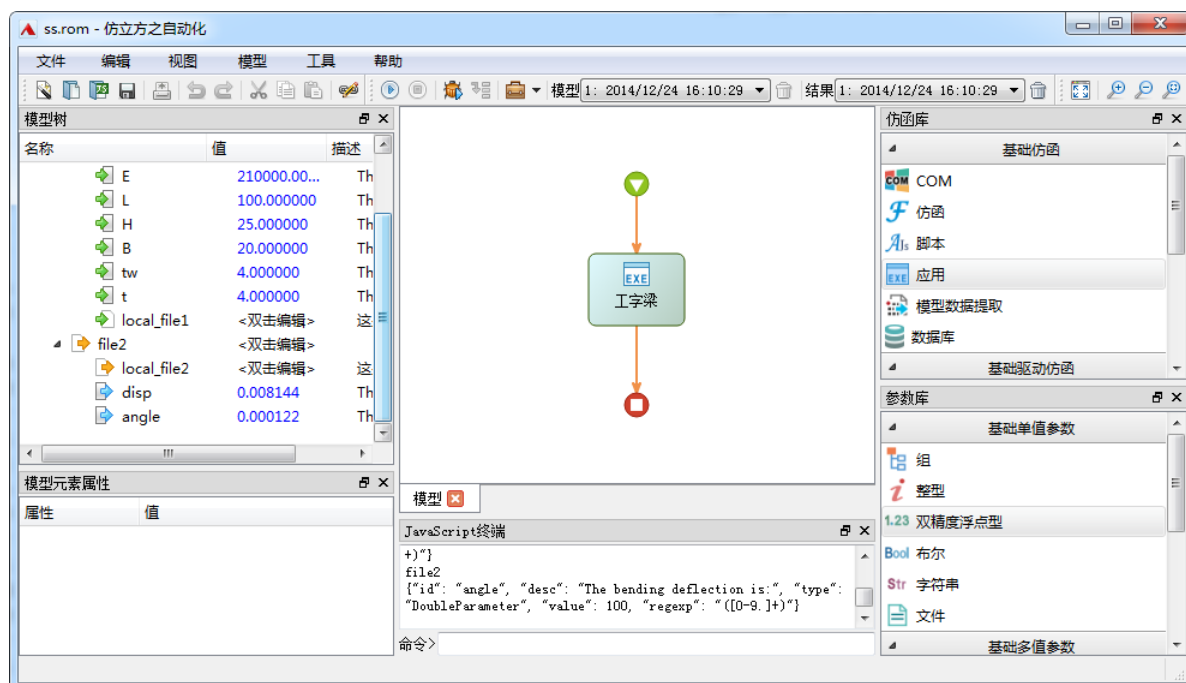 ss.rom - 仿立方之自动化
文件 编辑 视图 模型 工具 帮助
模型 1: 2014/12/24 16:10:29 结果 1: 2014/12/24 16:10:29
模型树
名称 值 描述
E 210000.00... Th
L 100.000000 Th
H 25.000000 Th
B 20.000000 Th
tw 4.000000 Th
t 4.000000 Th
local_file1 <双击编辑> 这
file2 <双击编辑>
local_file2 <双击编辑> 这
disp 0.008144 Th
angle 0.000122 Th
模型元素属性
属性 值
EXE
工字梁
模型
JavaScript终端
+)"}
file2
{"id": "angle", "desc": "The bending deflection is:", "type":
"DoubleParameter", "value": 100, "regexp": "([0-9.]+)"}
命令>
仿函库
基础仿函
COM COM
仿函
Js 脚本
EXE 应用
模型数据提取
数据库
基础驱动仿函
参数库
基础单值参数
组
整型
1.23 双精度浮点型
Bool 布尔
Str 字符串
文件
基础多值参数